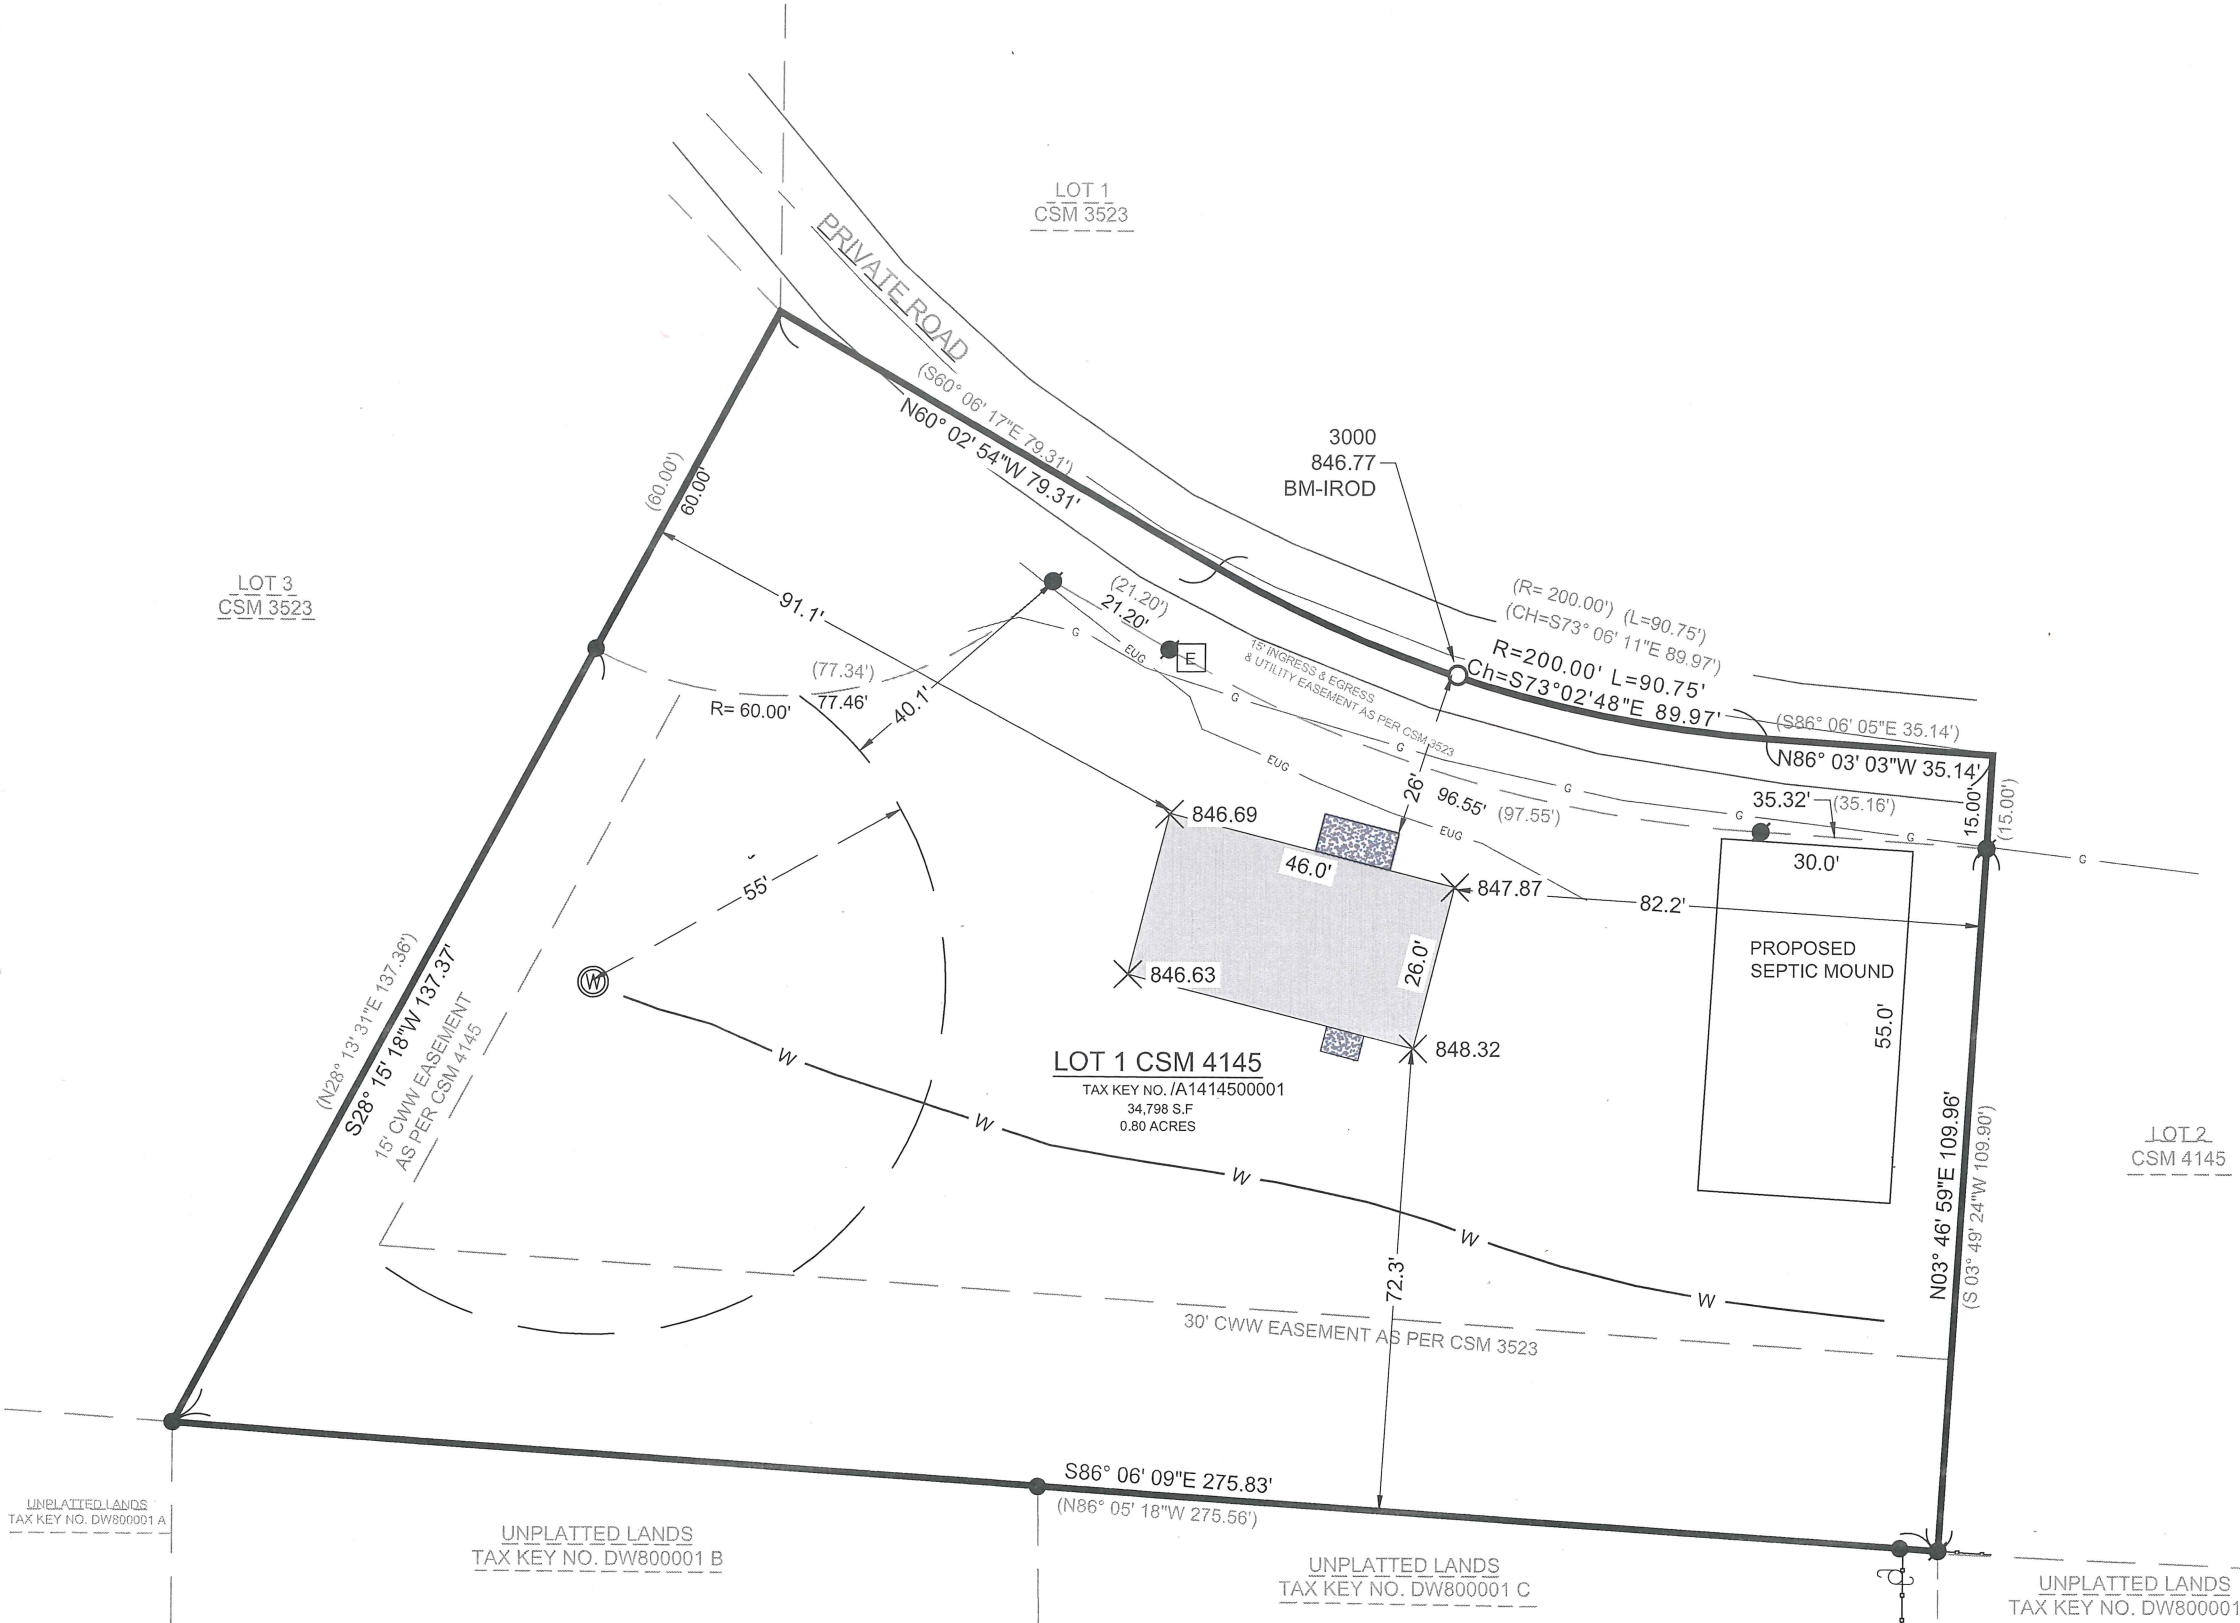 LOT 1
CSM 3523
PRIVATE ROAD
(S60° 06' 17"E 79.31')
N60° 02' 54"W 79.31'
3000
846.77
BM-IROD
(60.00')
60.00'
LOT 3
CSM 3523
91.1'
(21.20')
21.20'
E
G
EUG
(R= 200.00') (L=90.75')
(CH=S73° 06' 11"E 89.97')
R=200.00' L=90.75'
Ch=S73°02'48"E 89.97'
15' INGRESS & EGRESS
& UTILITY EASEMENT AS PER CSM 3523
(S86° 06' 05"E 35.14')
N86° 03' 03"W 35.14'
(77.34')
77.46'
R= 60.00'
40.1'
G
G
EUG
G
26'
96.55' (97.55')
35.32' (35.16')
15.00'
(15.00')
G
G
G
EUG
846.69
46.0'
847.87
82.2'
30.0'
55'
W
846.63
26.0'
848.32
PROPOSED
SEPTIC MOUND
55.0'
(N28° 13' 31"E 137.36')
S28° 15' 18"W 137.37'
15' CWW EASEMENT
AS PER CSM 4145
W
W
W
W
W
LOT 1 CSM 4145
TAX KEY NO. /A1414500001
34,798 S.F
0.80 ACRES
72.3'
N03° 46' 59"E 109.96'
(S 03° 49' 24"W 109.90')
LOT 2
CSM 4145
30' CWW EASEMENT AS PER CSM 3523
S86° 06' 09"E 275.83'
(N86° 05' 18"W 275.56')
UNPLATTED LANDS
TAX KEY NO. DW800001 A
UNPLATTED LANDS
TAX KEY NO. DW800001 B
UNPLATTED LANDS
TAX KEY NO. DW800001 C
UNPLATTED LANDS
TAX KEY NO. DW800001